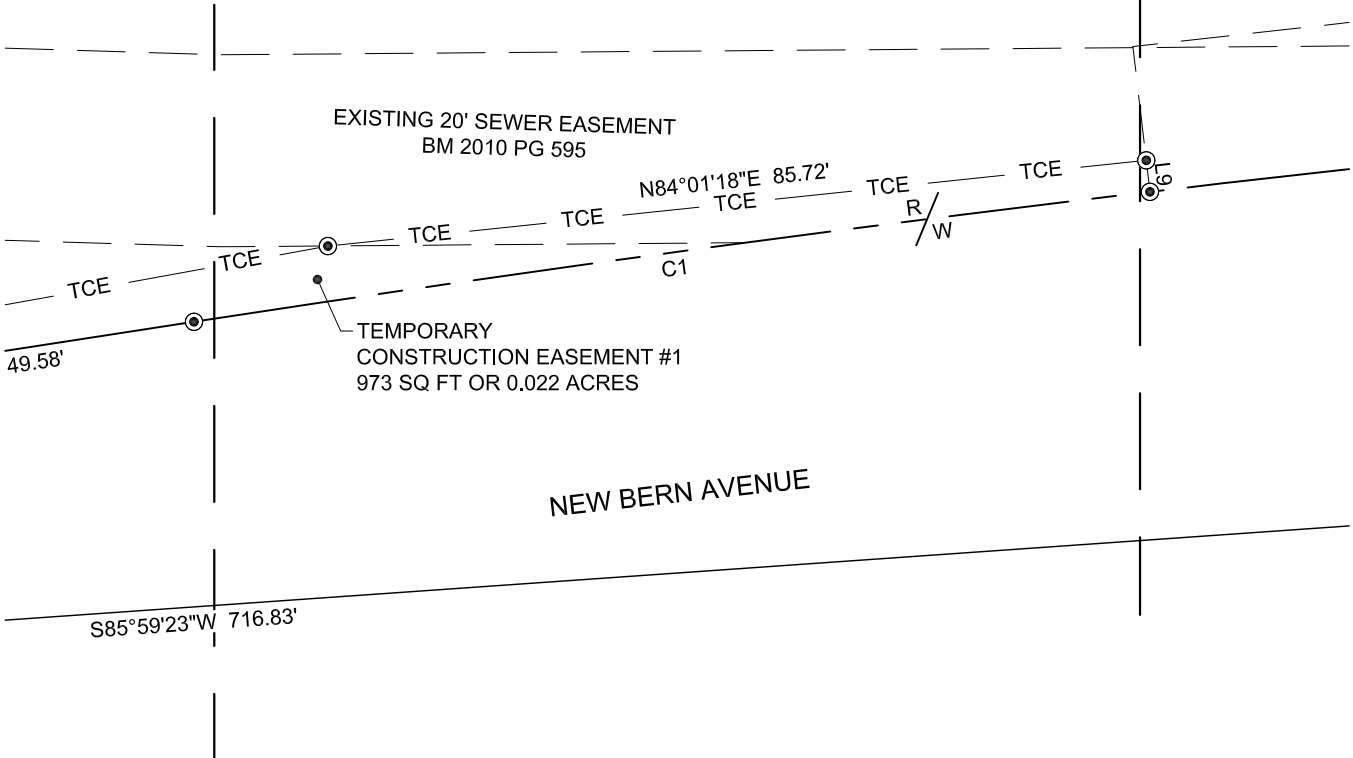 EXISTING 20' SEWER EASEMENT
BM 2010 PG 595
N84°01'18"E 85.72'
TCE
TCE
TCE
TCE
TCE
TCE
TCE
L9
R/W
C1
TEMPORARY
CONSTRUCTION EASEMENT #1
973 SQ FT OR 0.022 ACRES
49.58'
NEW BERN AVENUE
S85°59'23"W 716.83'